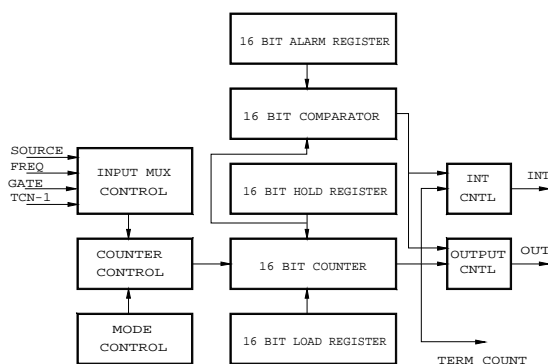 16 BIT ALARM REGISTER
16 BIT COMPARATOR
SOURCE
FREQ
GATE
TCN-1
INPUT MUX
CONTROL
16 BIT HOLD REGISTER
INT
CNTL
INT
COUNTER
CONTROL
16 BIT COUNTER
OUTPUT
CNTL
OUT
MODE
CONTROL
16 BIT LOAD REGISTER
TERM COUNT